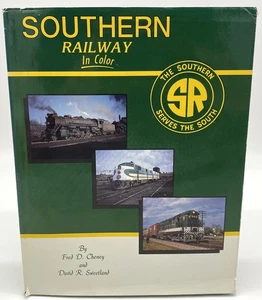 SOUTHERN
RAILWAY
In Color
THE SOUTHERN
SR
SERVES THE SOUTH
By
Fred D. Cheney
and
David R. Sweetland